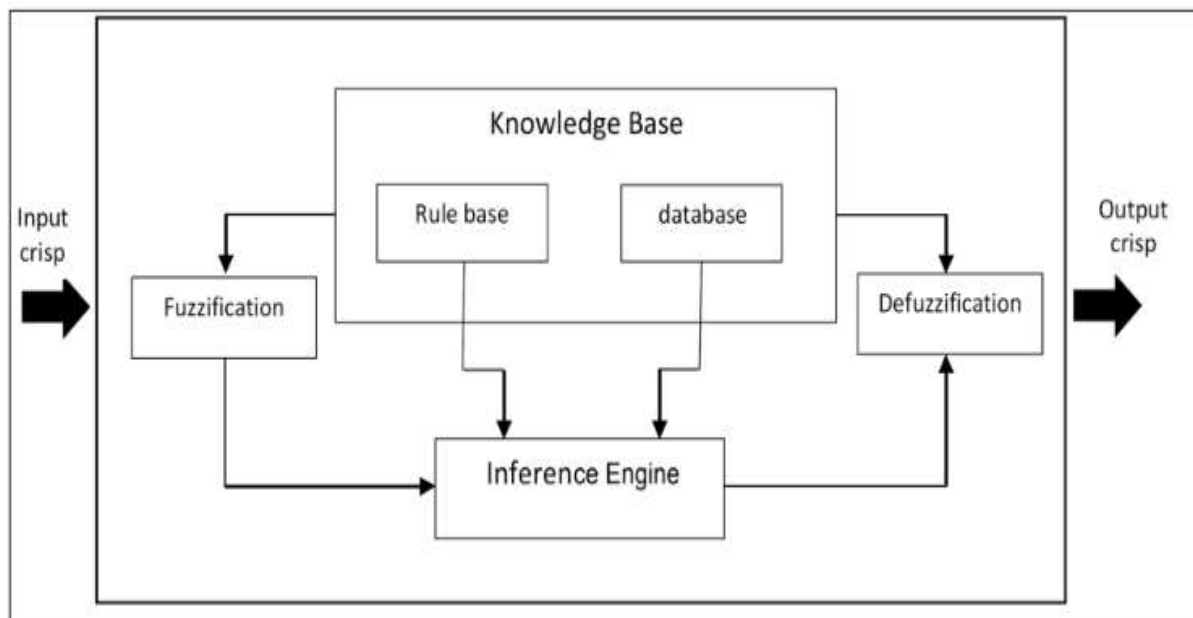 Knowledge Base
Rule base
database
Input
crisp
Output
crisp
Fuzzification
Defuzzification
Inference Engine